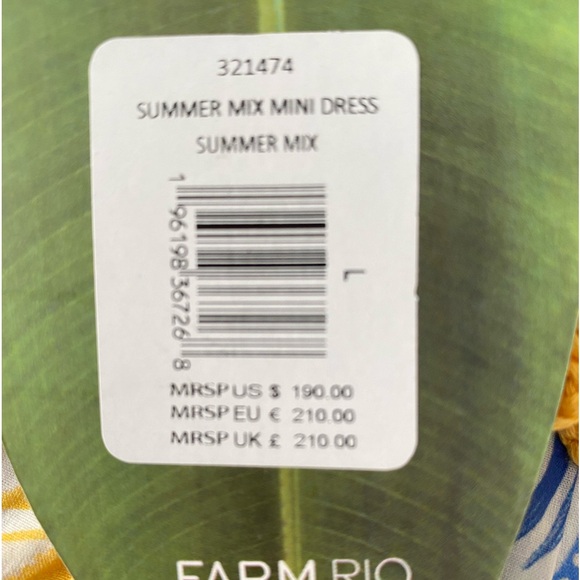 321474
SUMMER MIX MINI DRESS
SUMMER MIX
1 96198 36726 8
L
MRSP US $ 190.00
MRSP EU € 210.00
MRSP UK £ 210.00
FARM RIO